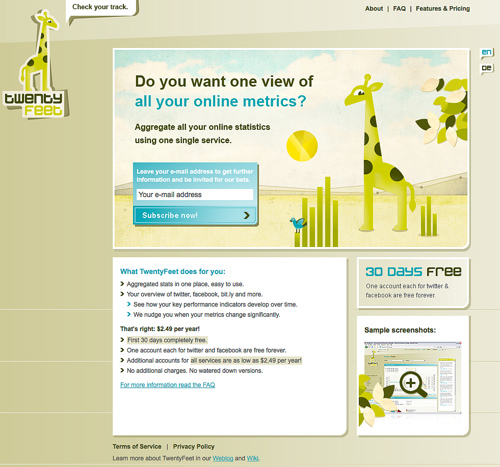 Check your track.
About | FAQ | Features & Pricing
twenty
feet
en
DE
Do you want one view of
all your online metrics?
Aggregate all your online statistics
using one single service.
Leave your e-mail address to get further
information and be invited for our beta.
Your e-mail address
Subscribe now!
What TwentyFeet does for you:
Aggregated stats in one place, easy to use.
Your overview of twitter, facebook, bit.ly and more.
See how your key performance indicators develop over time.
We nudge you when your metrics change significantly.
That's right: $2.49 per year!
First 30 days completely free.
One account each for twitter and facebook are free forever.
Additional accounts for all services are as low as $2,49 per year!
No additional charges. No watered down versions.
For more information read the FAQ
30 DAYS FREE
One account each for twitter &
facebook are free forever.
Sample screenshots:
Terms of Service | Privacy Policy
Learn more about TwentyFeet in our Weblog and Wiki.